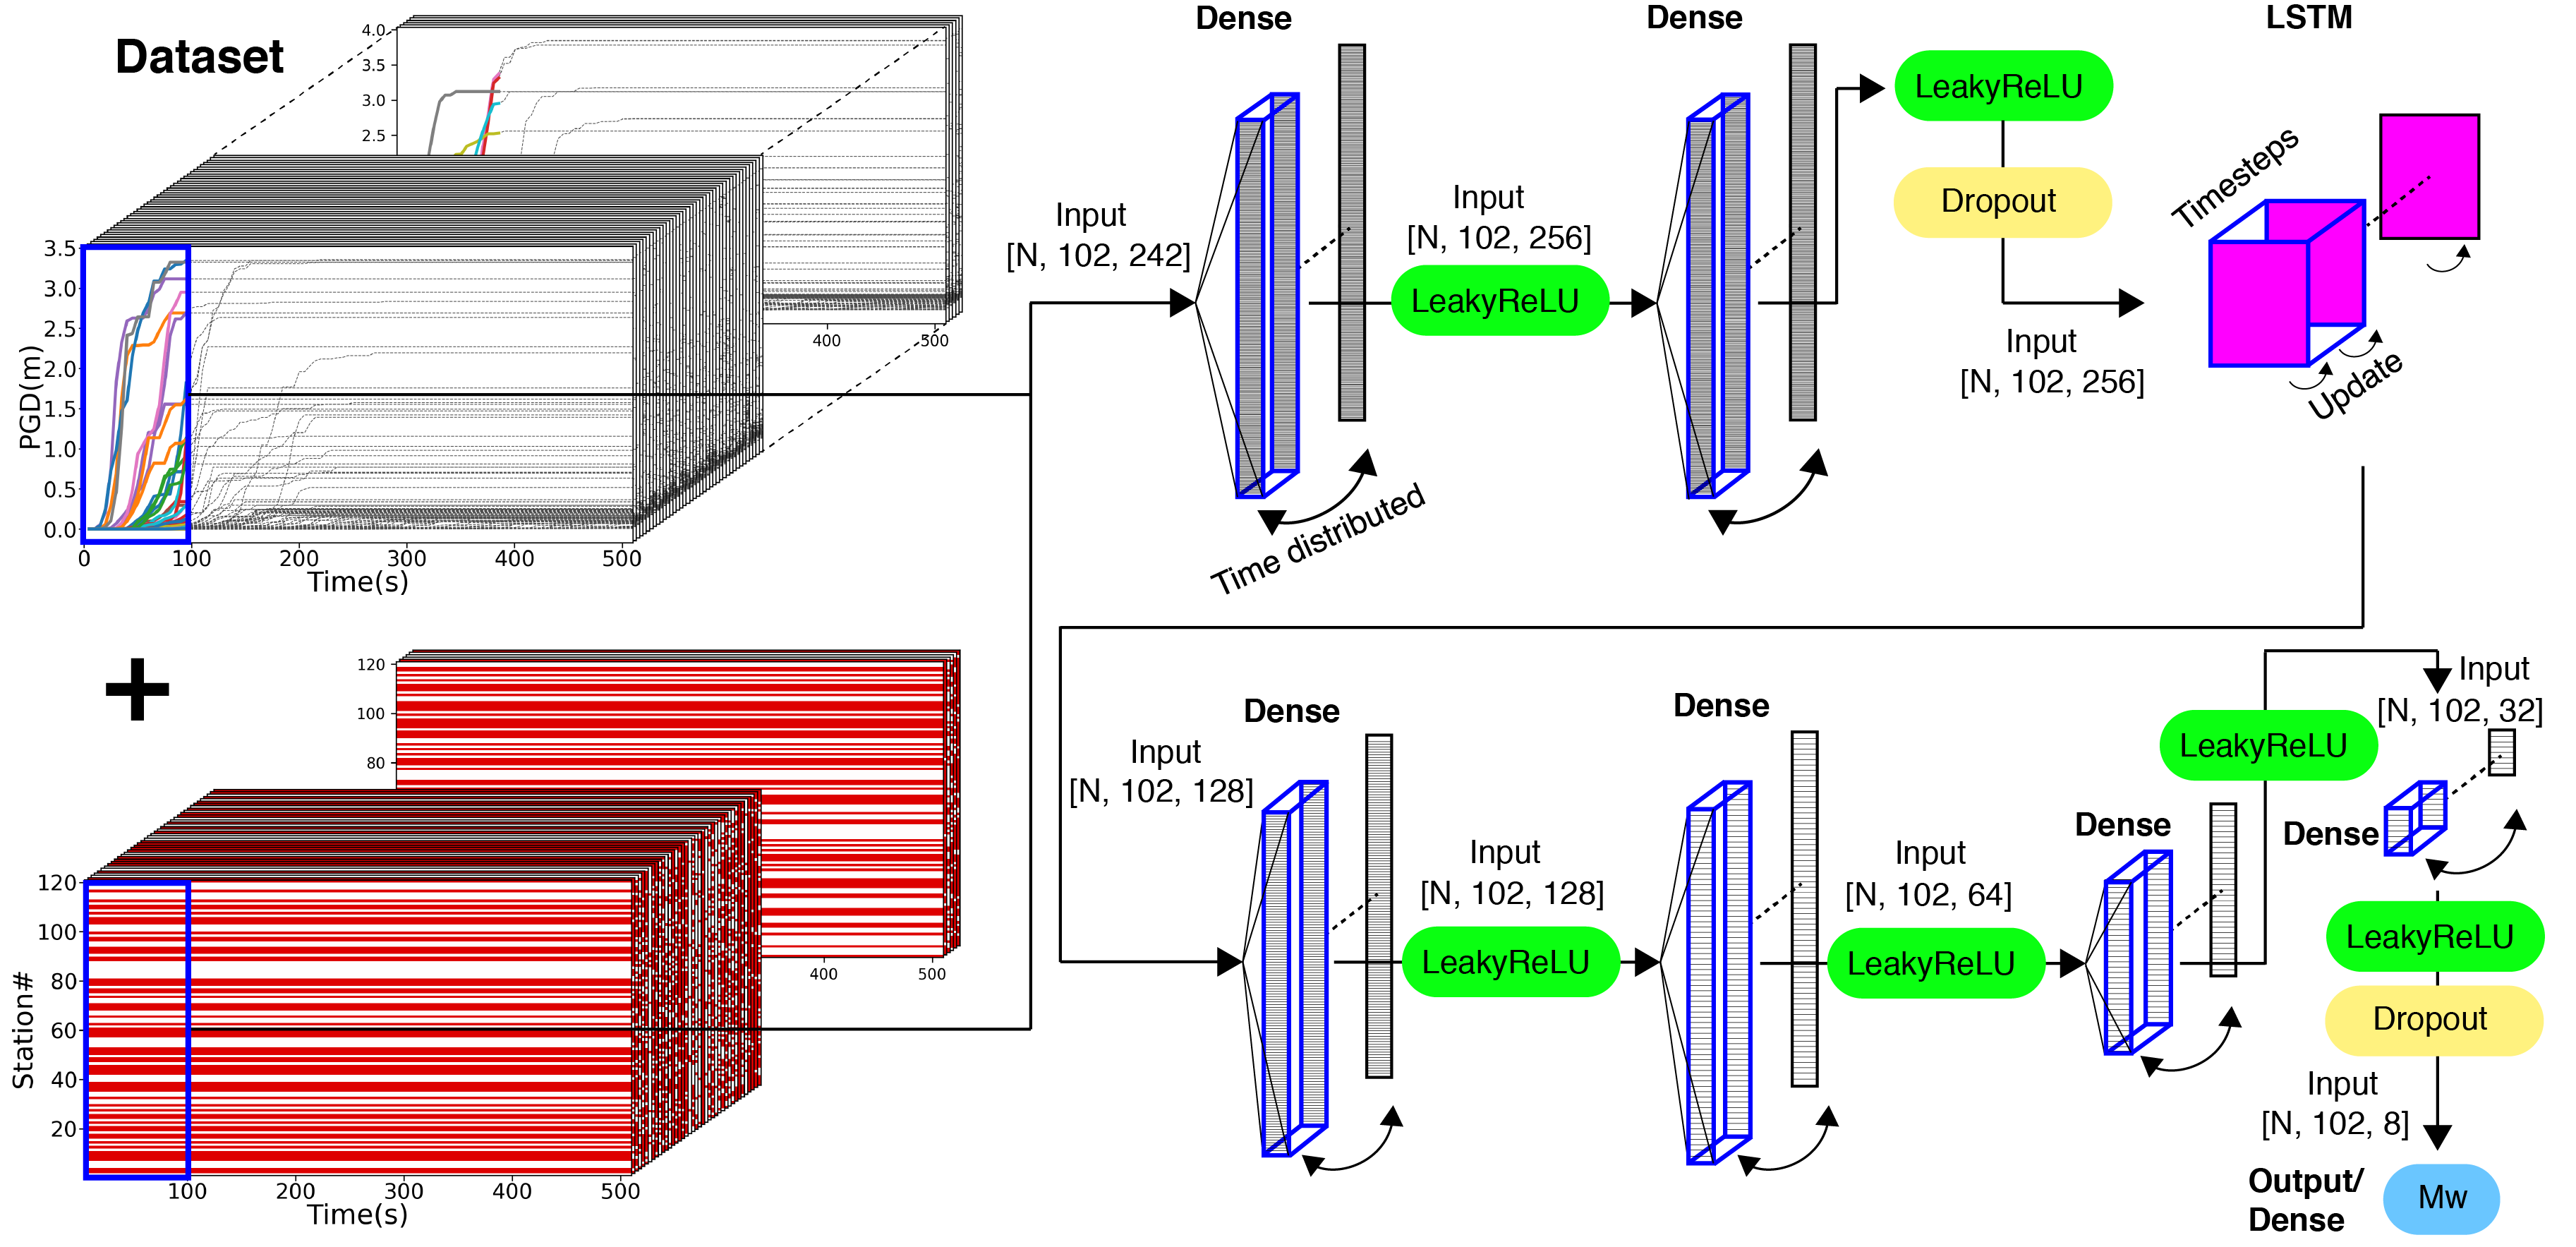 Dataset
4.0
3.5
3.0
2.5
400
500
3.5
3.0
2.5
2.0
1.5
1.0
0.5
0.0
PGD(m)
0
100
200
300
400
500
Time(s)
+
120
100
80
400
500
120
100
80
60
40
20
Station#
100
200
300
400
500
Time(s)
Dense
Input
[N, 102, 242]
Time distributed
Input
[N, 102, 256]
LeakyReLU
Dense
LeakyReLU
Dropout
Input
[N, 102, 256]
LSTM
Timesteps
Update
Input
[N, 102, 128]
Dense
Input
[N, 102, 128]
LeakyReLU
Dense
Input
[N, 102, 64]
LeakyReLU
Dense
LeakyReLU
Input
[N, 102, 32]
Dense
LeakyReLU
Dropout
Input
[N, 102, 8]
Output/
Dense
Mw